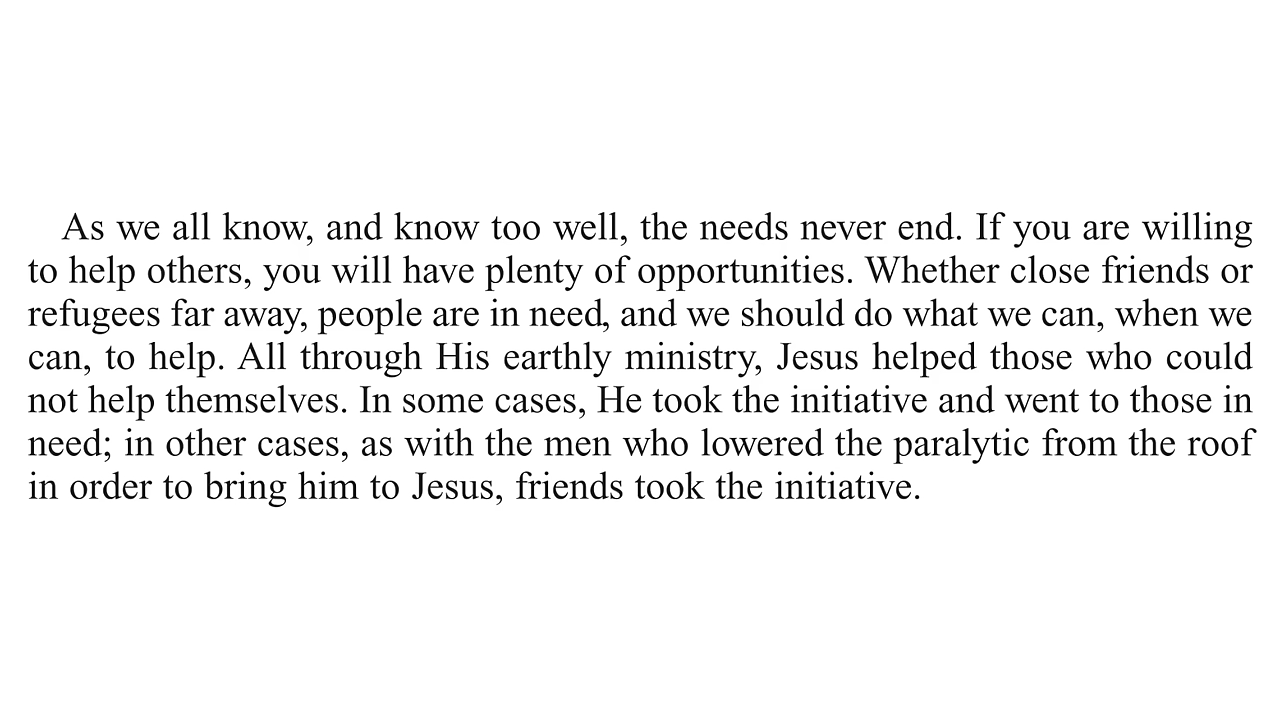 As we all know, and know too well, the needs never end. If you are willing
to help others, you will have plenty of opportunities. Whether close friends or
refugees far away, people are in need, and we should do what we can, when we
can, to help. All through His earthly ministry, Jesus helped those who could
not help themselves. In some cases, He took the initiative and went to those in
need; in other cases, as with the men who lowered the paralytic from the roof
in order to bring him to Jesus, friends took the initiative.